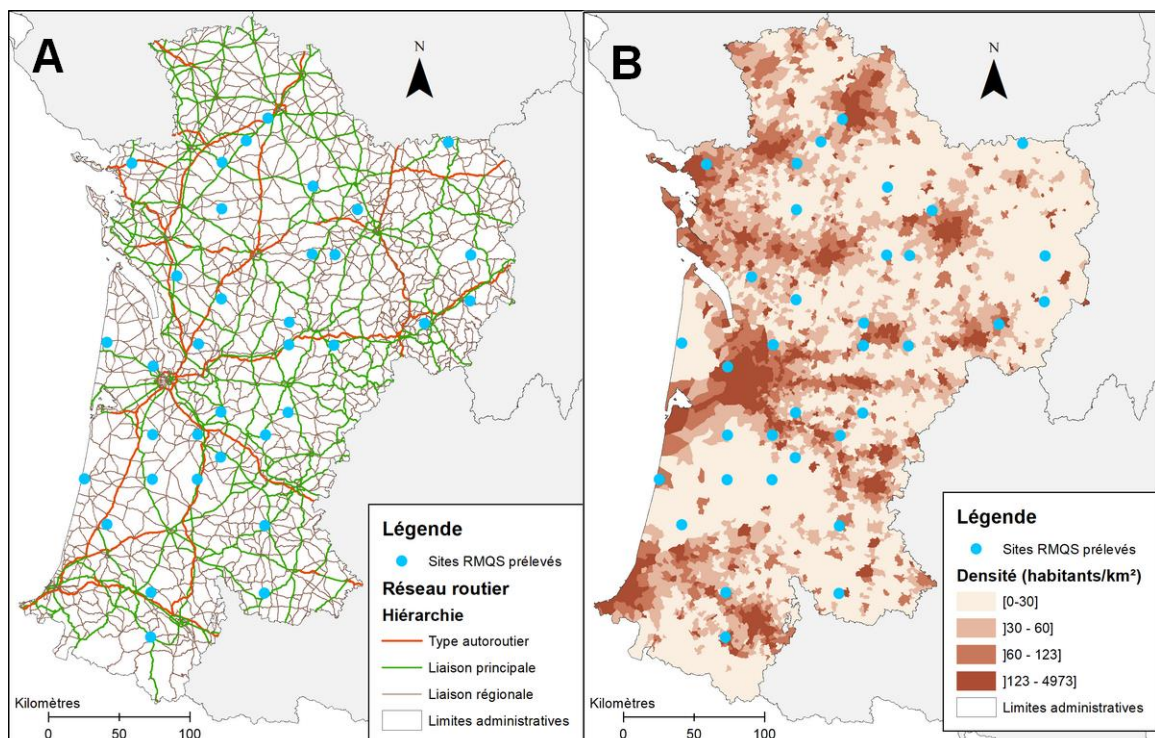 A
N
Légende
Sites RMQS prélevés
Réseau routier
Hiérarchie
Type autoroutier
Liaison principale
Liaison régionale
Limites administratives
Kilomètres
0 50 100
B
N
Légende
Sites RMQS prélevés
Densité (habitants/km²)
[0-30]
]30 - 60]
]60 - 123]
]123 - 4973]
Limites administratives
Kilomètres
0 50 100